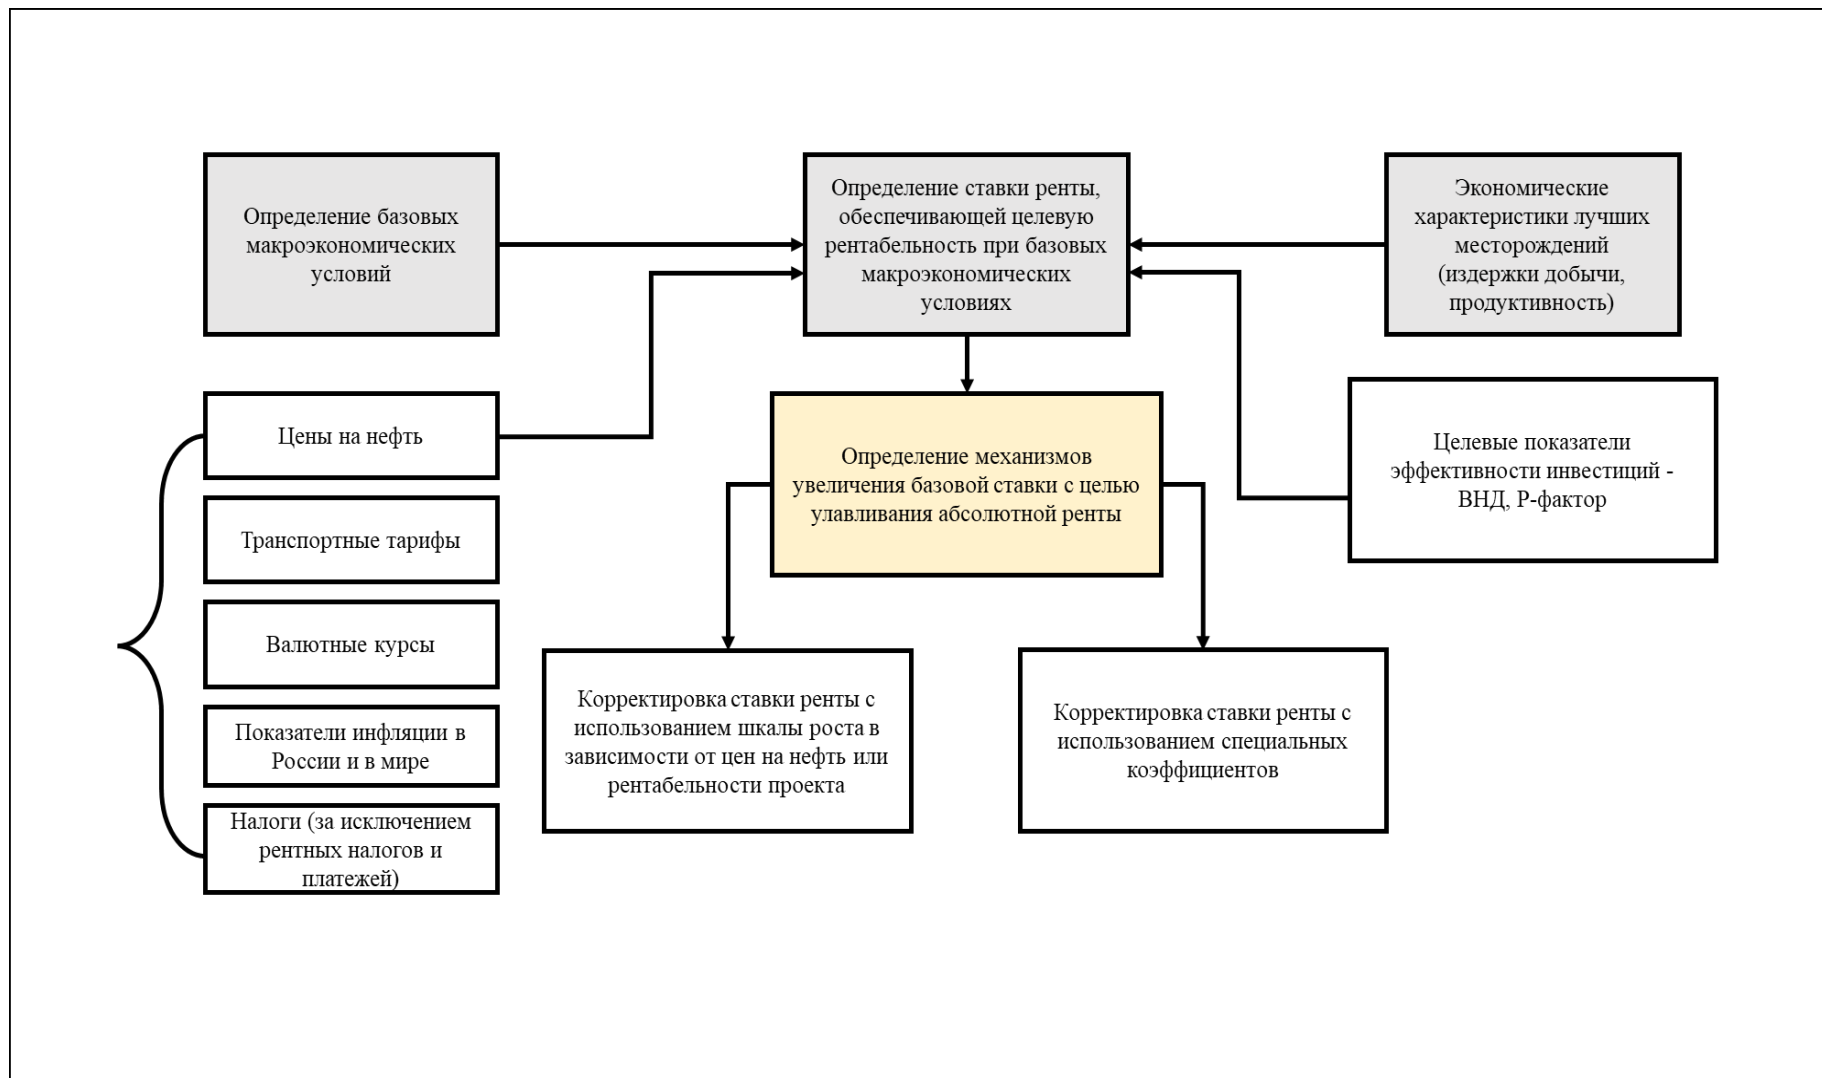 Определение базовых
макроэкономических
условий
Определение ставки ренты,
обеспечивающей целевую
рентабельность при базовых
макроэкономических
условиях
Экономические
характеристики лучших
месторождений
(издержки добычи,
продуктивность)
Цены на нефть
Транспортные тарифы
Валютные курсы
Показатели инфляции в
России и в мире
Налоги (за исключением
рентных налогов и
платежей)
Определение механизмов
увеличения базовой ставки с целью
улавливания абсолютной ренты
Целевые показатели
эффективности инвестиций -
ВНД, Р-фактор
Корректировка ставки ренты с
использованием шкалы роста в
зависимости от цен на нефть или
рентабельности проекта
Корректировка ставки ренты с
использованием специальных
коэффициентов